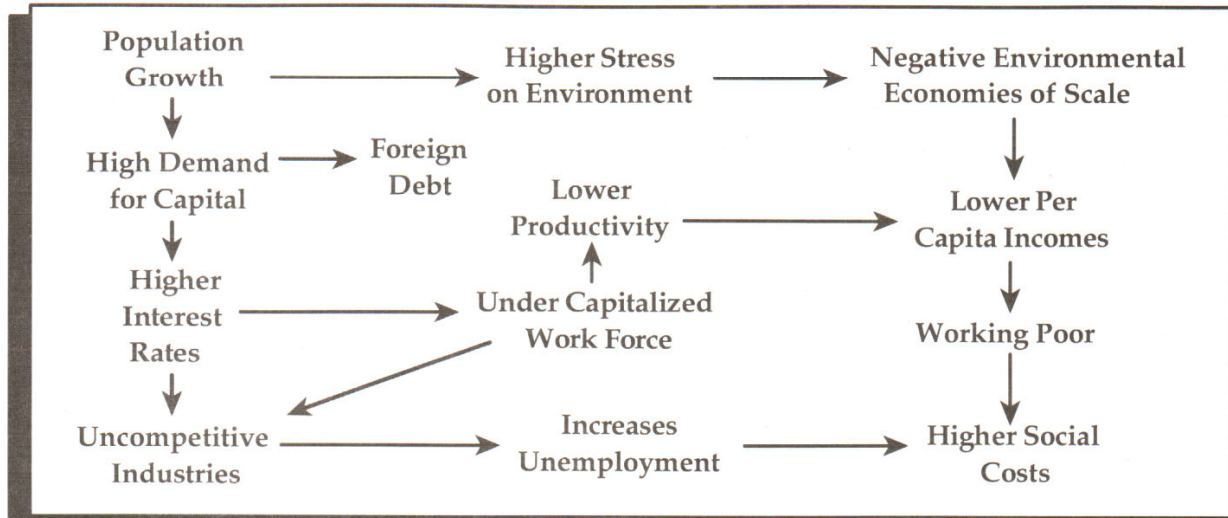 Population
Growth
Higher Stress
on Environment
Negative Environmental
Economies of Scale
High Demand
for Capital
Foreign
Debt
Lower
Productivity
Lower Per
Capita Incomes
Higher
Interest
Rates
Under Capitalized
Work Force
Working Poor
Uncompetitive
Industries
Increases
Unemployment
Higher Social
Costs